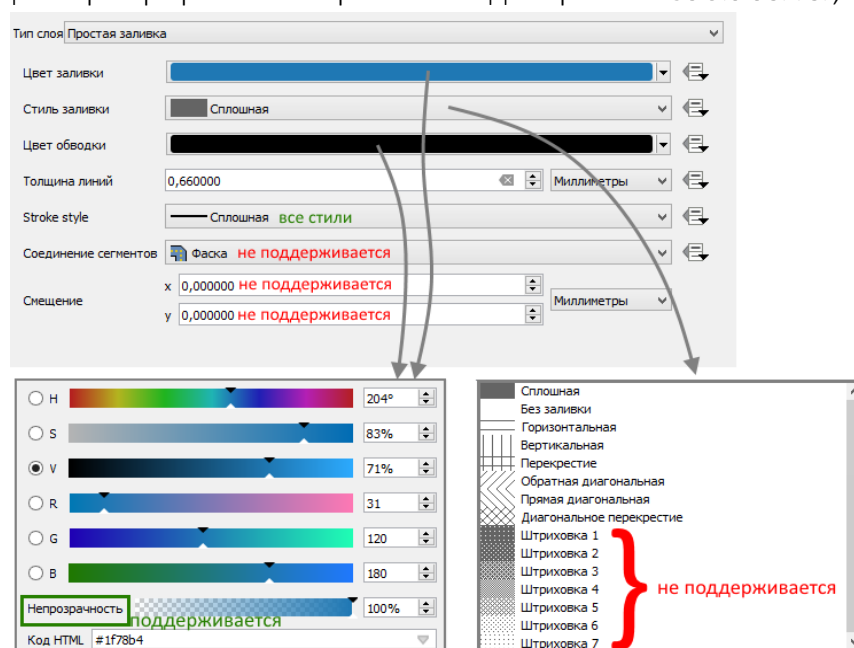 Тип слоя Простая заливка
Цвет заливки
Стиль заливки Сплошная
Цвет обводки
Толщина линий 0,660000 Миллиметры
Stroke style Сплошная все стили
Соединение сегментов Фаска не поддерживается
x 0,000000 не поддерживается
Смещение Миллиметры
y 0,000000 не поддерживается
H 204°
S 83%
V 71%
R 31
G 120
B 180
Непрозрачность 100%
поддерживается
Код HTML #1f78b4
Сплошная
Без заливки
Горизонтальная
Вертикальная
Перекрестие
Обратная диагональная
Прямая диагональная
Диагональное перекрестие
Штриховка 1
Штриховка 2
Штриховка 3
Штриховка 4 не поддерживается
Штриховка 5
Штриховка 6
Штриховка 7